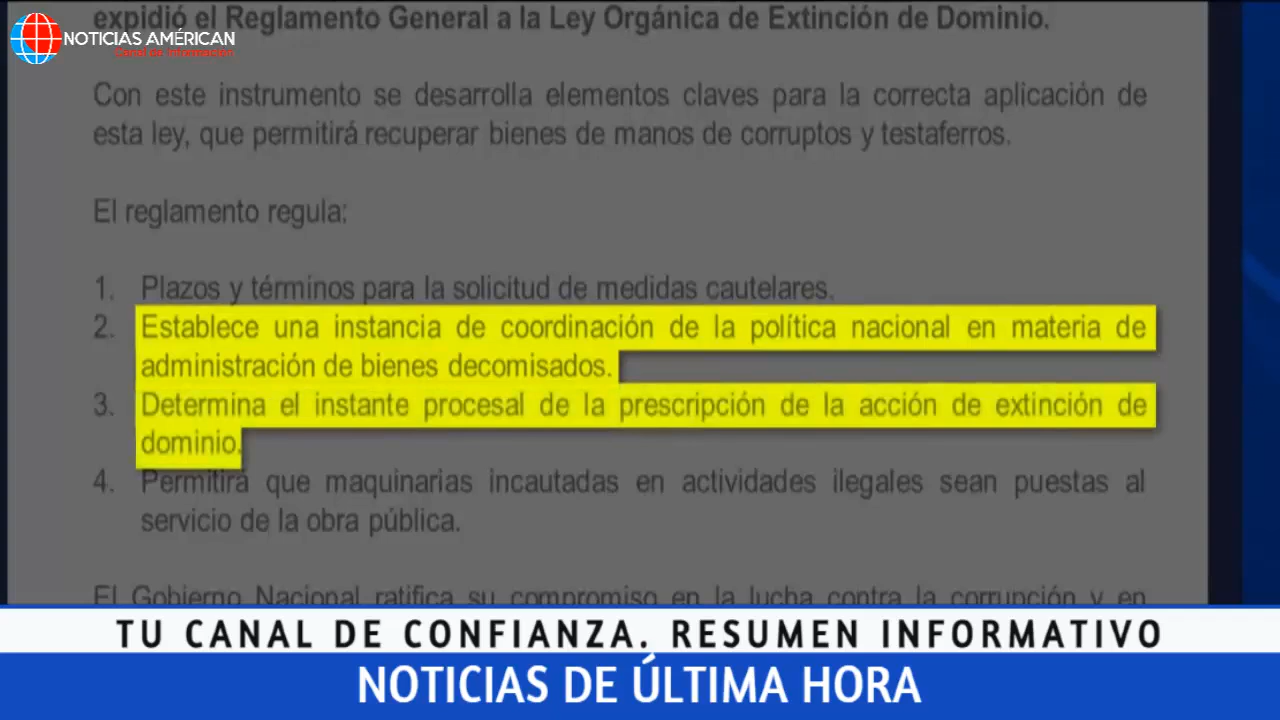 expidió el Reglamento General a la Ley Orgánica de Extinción de Dominio.
NOTICIAS AMÉRICAN
Canal de Información
Con este instrumento se desarrolla elementos claves para la correcta aplicación de
esta ley, que permitirá recuperar bienes de manos de corruptos y testaferros.
El reglamento regula:
1. Plazos y términos para la solicitud de medidas cautelares.
2. Establece una instancia de coordinación de la política nacional en materia de
administración de bienes decomisados.
3. Determina el instante procesal de la prescripción de la acción de extinción de
dominio.
4. Permitirá que maquinarias incautadas en actividades ilegales sean puestas al
servicio de la obra pública.
El Gobierno Nacional ratifica su compromiso en la lucha contra la corrupción y en
TU CANAL DE CONFIANZA. RESUMEN INFORMATIVO
NOTICIAS DE ÚLTIMA HORA